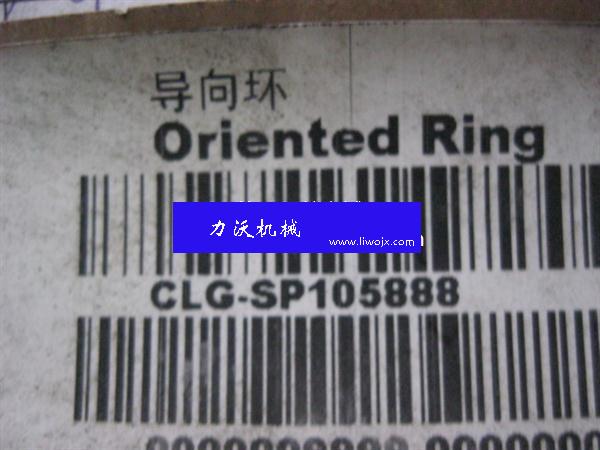 导向环
Oriented Ring
力沃机械
www.liwojx.com
CLG-SP105888